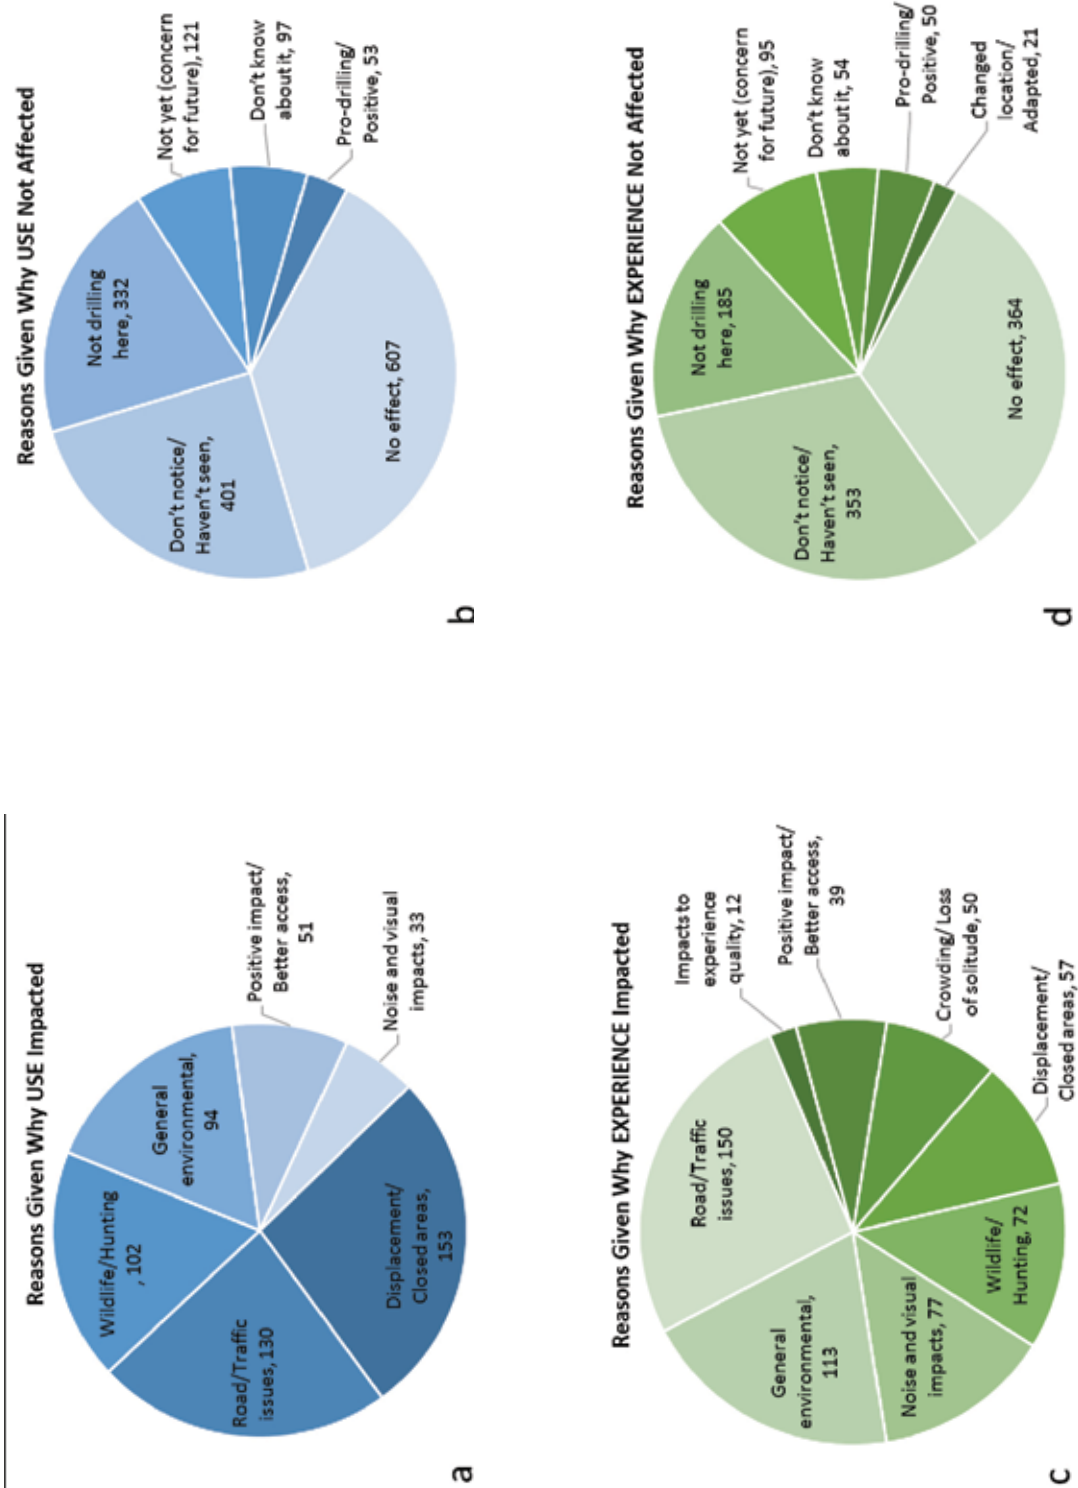 Reasons Given Why USE Impacted
Wildlife/Hunting
, 102
General
environmental,
94
Positive impact/
Better access,
51
Noise and visual
impacts, 33
Displacement/
Closed areas,
153
Road/Traffic
issues, 130
a
Reasons Given Why USE Not Affected
Not drilling
here, 332
Not yet (concern
for future), 121
Don't know
about it, 97
Pro-drilling/
Positive, 53
No effect, 607
Don't notice/
Haven't seen,
401
b
Reasons Given Why EXPERIENCE Impacted
Road/Traffic
issues, 150
Impacts to
experience
quality, 12
Positive impact/
Better access,
39
Crowding/ Loss
of solitude, 50
Displacement/
Closed areas, 57
Wildlife/
Hunting, 72
Noise and visual
impacts, 77
General
environmental,
113
c
Reasons Given Why EXPERIENCE Not Affected
Not drilling
here, 185
Not yet (concern
for future), 95
Don't know
about it, 54
Pro-drilling/
Positive, 50
Changed
location/
Adapted, 21
No effect, 364
Don't notice/
Haven't seen,
353
d